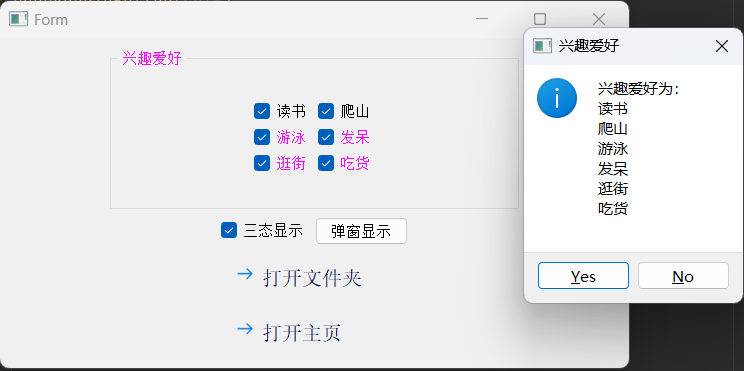 Form
兴趣爱好
读书 爬山
游泳 发呆
逛街 吃货
三态显示 弹窗显示
打开文件夹
打开主页
兴趣爱好
兴趣爱好为：
读书
爬山
游泳
发呆
逛街
吃货
Yes No